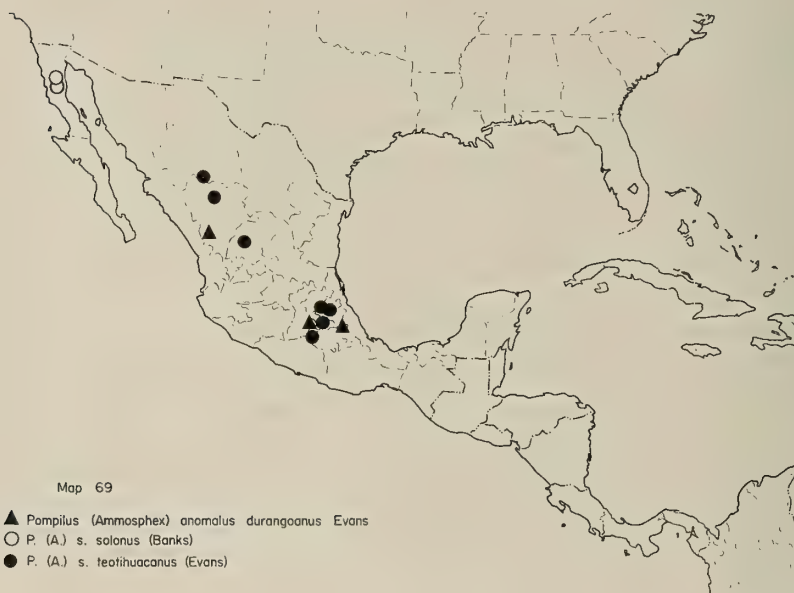 Map 69
▲ Pompilus (Ammosphex) anomalus durangoanus Evans
○ P. (A.) s. solonus (Banks)
● P. (A.) s. teotihuacanus (Evans)